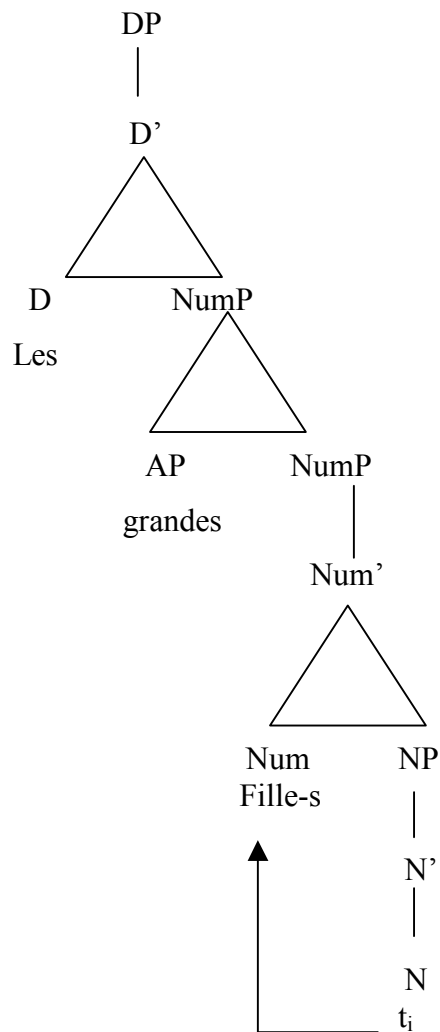 DP
D’
D NumP
Les
AP NumP
grandes
Num’
Num NP
Fille-s
N’
N
ti